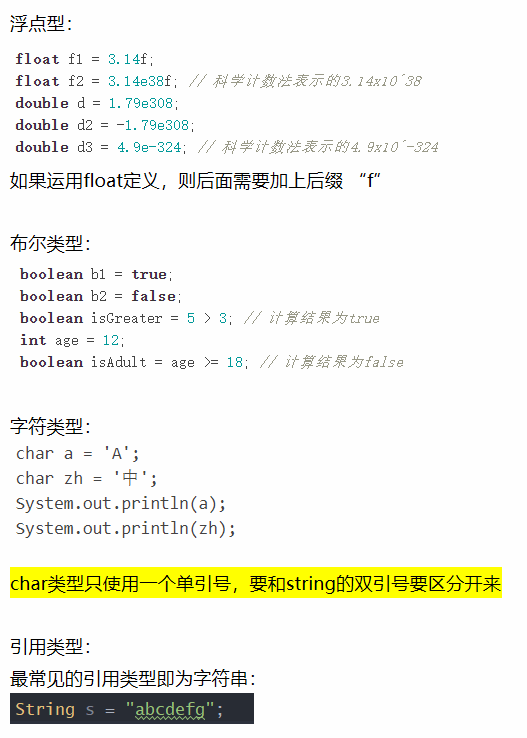 浮点型：
float f1 = 3.14f;
float f2 = 3.14e38f; // 科学计数法表示的3.14x10^38
double d = 1.79e308;
double d2 = -1.79e308;
double d3 = 4.9e-324; // 科学计数法表示的4.9x10^-324
如果运用float定义，则后面需要加上后缀 “f”
布尔类型：
boolean b1 = true;
boolean b2 = false;
boolean isGreater = 5 > 3; // 计算结果为true
int age = 12;
boolean isAdult = age >= 18; // 计算结果为false
字符类型：
char a = 'A';
char zh = '中';
System.out.println(a);
System.out.println(zh);
char类型只使用一个单引号，要和string的双引号要区分开来
引用类型：
最常见的引用类型即为字符串：
String s = "abcdefg";